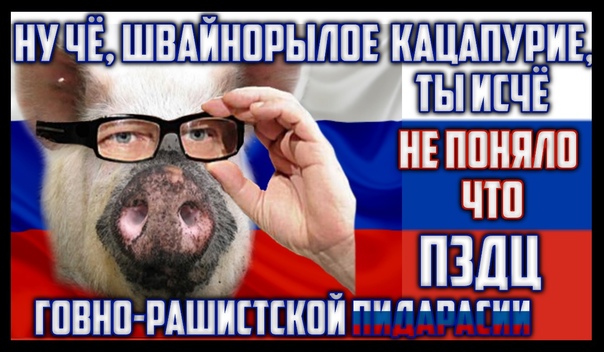 НУ ЧЁ, ШВАЙНОРЫЛОЕ КАЦАПУРИЕ,
ТЫ ИСЧЁ
НЕ ПОНЯЛО
ЧТО
ПЗДЦ
ГОВНО-РАШИСТСКОЙ ПИДАРАСИИ